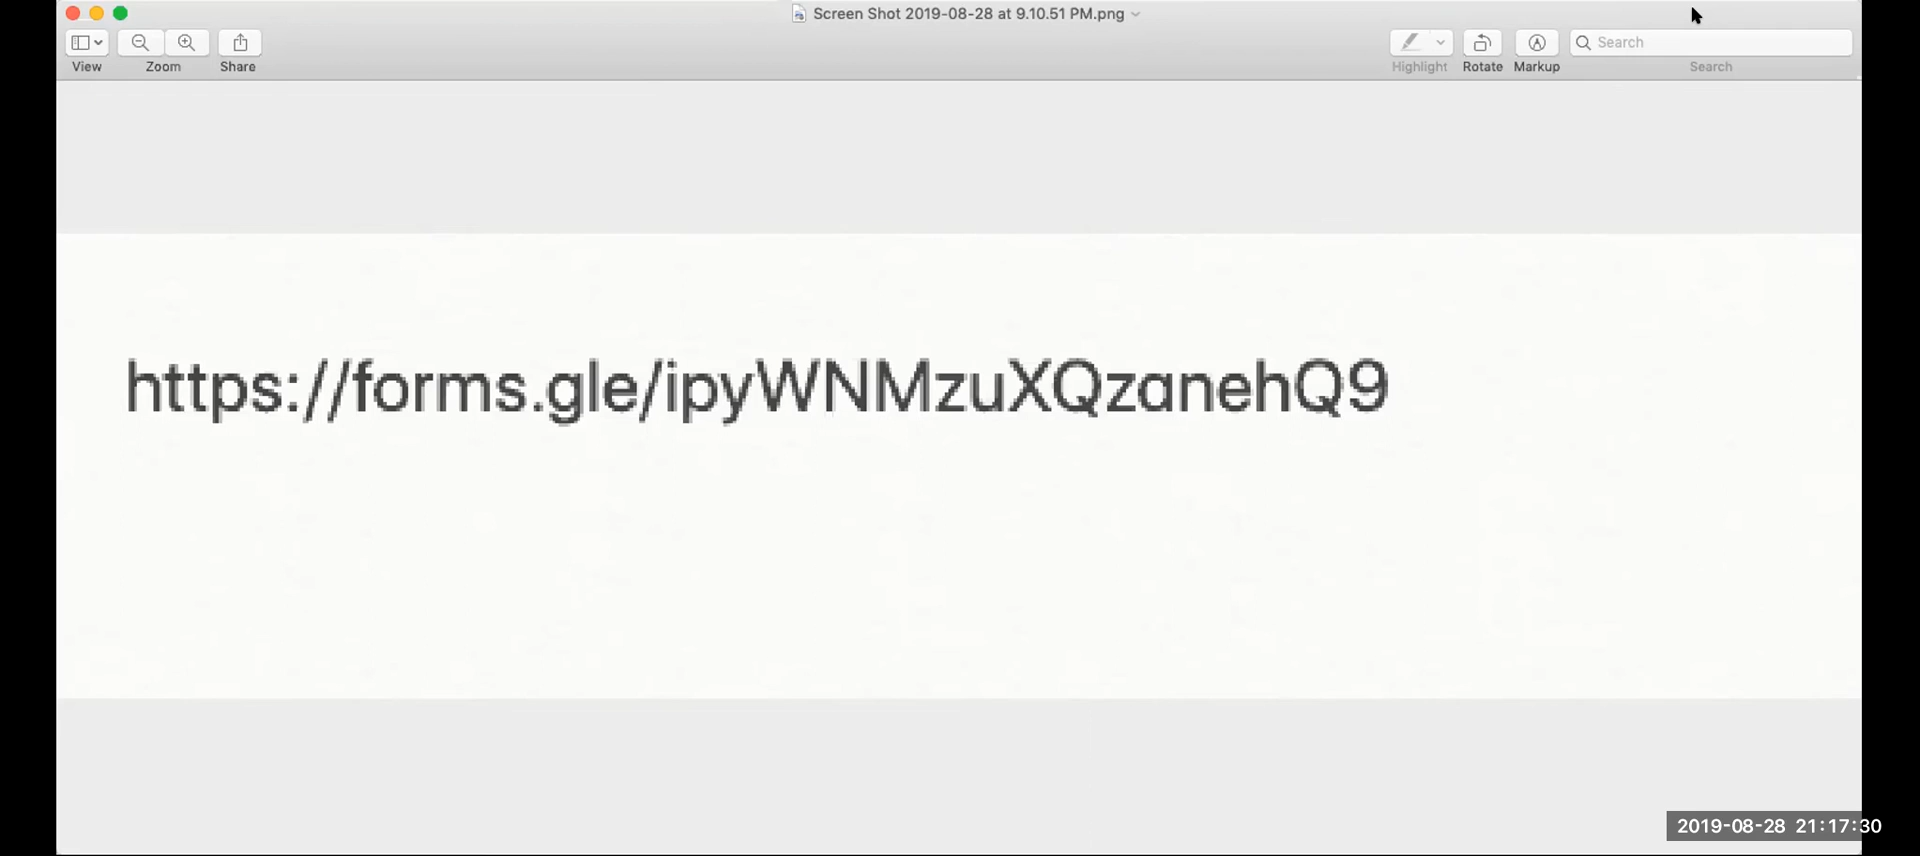 Screen Shot 2019-08-28 at 9.10.51 PM.png
View
Zoom
Share
Highlight
Rotate
Markup
Search
Search
https://forms.gle/ipyWNMzuXQzanehQ9
2019-08-28 21:17:30